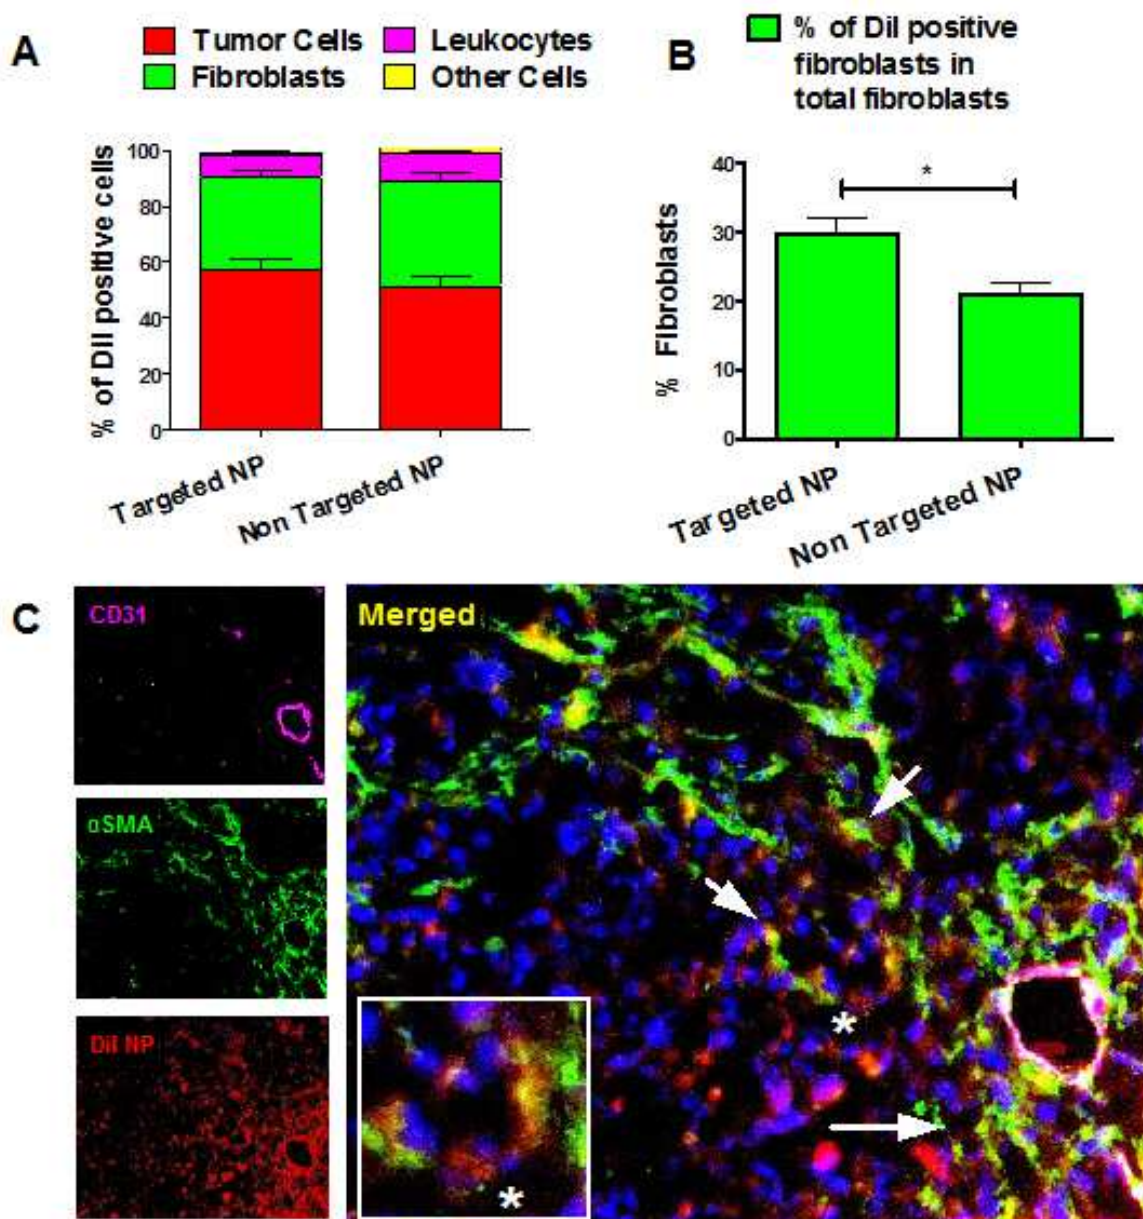 A
Tumor Cells
Leukocytes
Fibroblasts
Other Cells
% of DiI positive cells
100
80
60
40
20
0
Targeted NP
Non Targeted NP
B
% of DiI positive
fibroblasts in
total fibroblasts
% Fibroblasts
40
30
20
10
0
*
Targeted NP
Non Targeted NP
C
CD31
αSMA
DiI NP
Merged
*
*